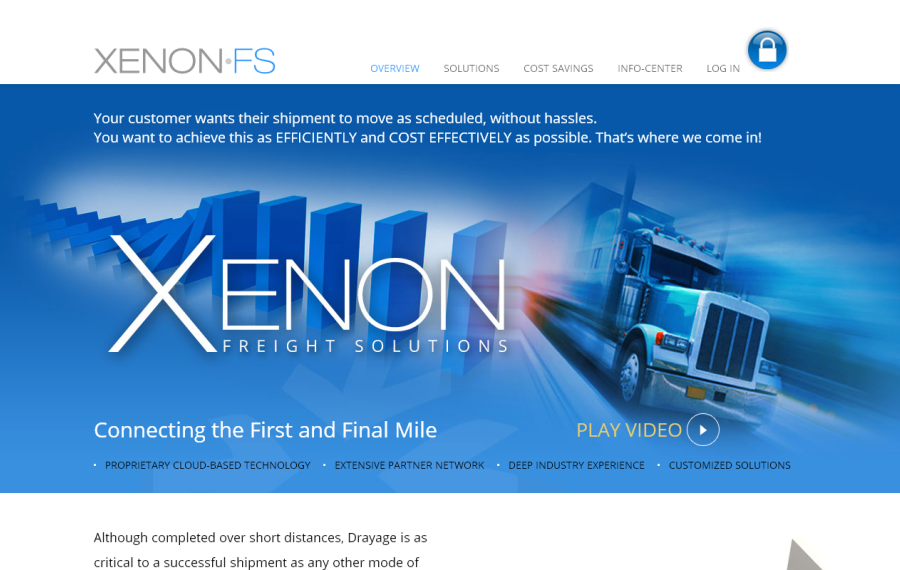 XENON•FS
OVERVIEW SOLUTIONS COST SAVINGS INFO-CENTER LOG IN
Your customer wants their shipment to move as scheduled, without hassles.
You want to achieve this as EFFICIENTLY and COST EFFECTIVELY as possible. That's where we come in!
XENON
FREIGHT SOLUTIONS
Connecting the First and Final Mile
PLAY VIDEO
• PROPRIETARY CLOUD-BASED TECHNOLOGY • EXTENSIVE PARTNER NETWORK • DEEP INDUSTRY EXPERIENCE • CUSTOMIZED SOLUTIONS
Although completed over short distances, Drayage is as
critical to a successful shipment as any other mode of